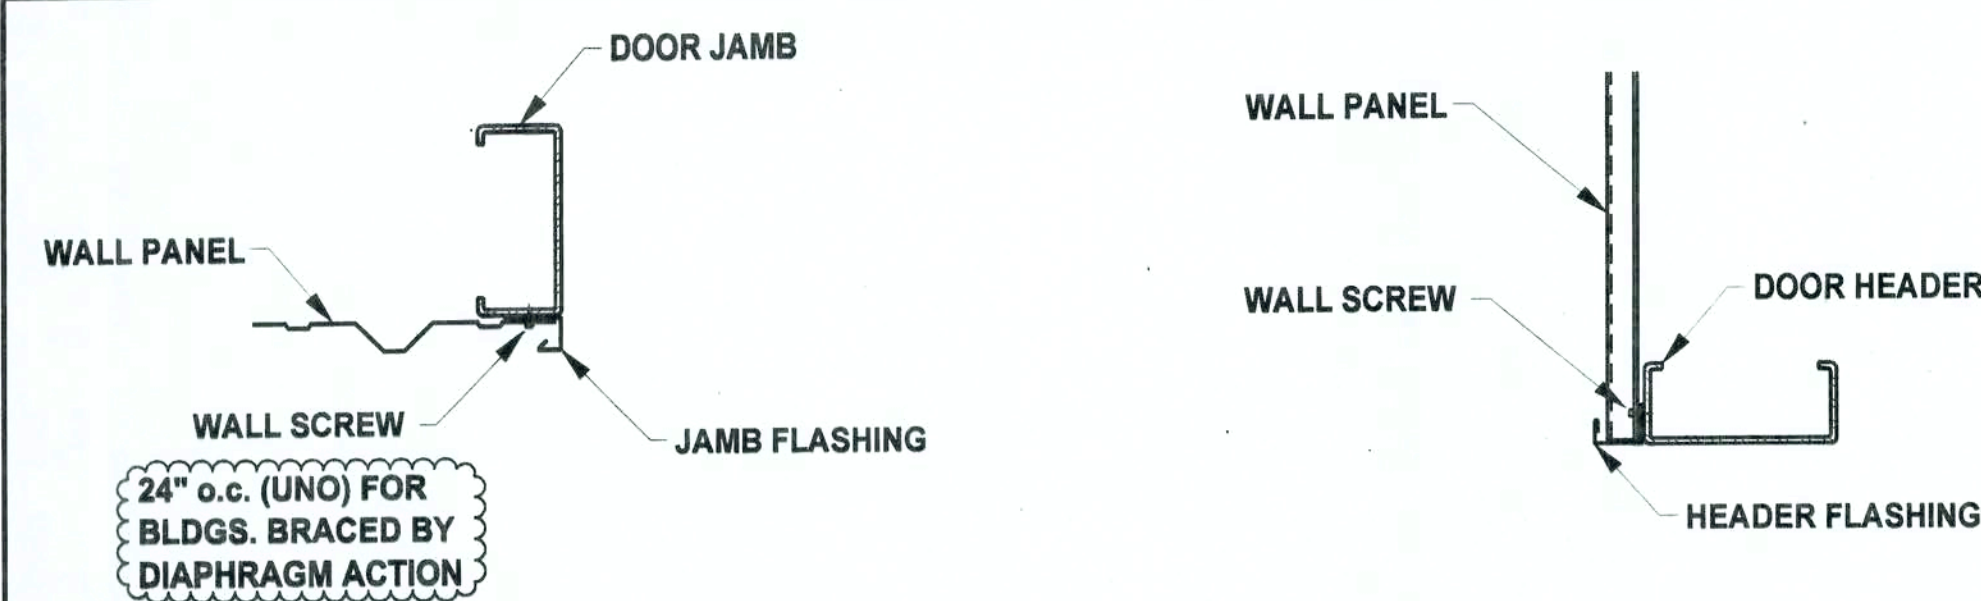 DOOR JAMB
WALL PANEL
WALL SCREW
JAMB FLASHING
24" o.c. (UNO) FOR
BLDGS. BRACED BY
DIAPHRAGM ACTION
WALL PANEL
WALL SCREW
DOOR HEADER
HEADER FLASHING